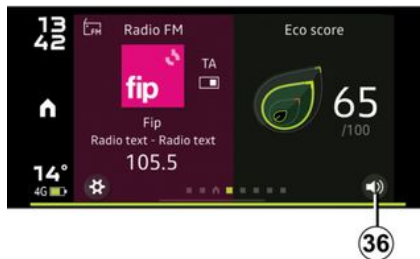 13
42
FM
Radio FM
TA
fip
Fip
Radio text - Radio text
105.5
Eco score
65
/100
14°
4G
36